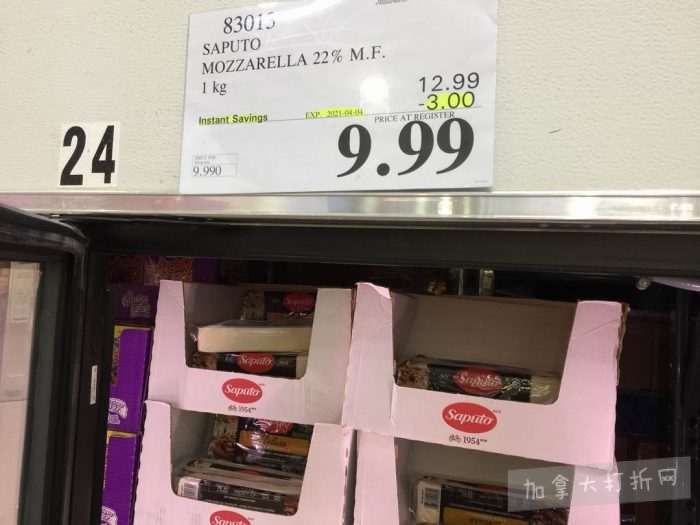 83013
SAPUTO
MOZZARELLA 22% M.F.
1 kg
12.99
-3.00
Instant Savings EXP. 2021-04-04 PRICE AT REGISTER
9.99
9.990
24
Saputo
Saputo
Saputo
1954
Saputo
Saputo
1954
Saputo
加拿大打折网